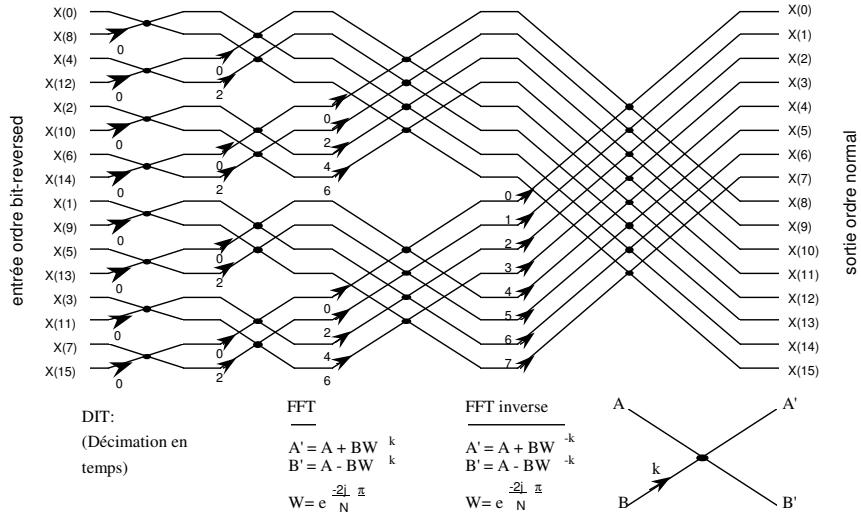 X(0)
X(8)
X(4)
X(12)
X(2)
X(10)
X(6)
X(14)
X(1)
X(9)
X(5)
X(13)
X(3)
X(11)
X(7)
X(15)
entrée ordre bit-reversed
0
0
0
0
0
0
0
0
0
2
0
2
0
2
0
2
0
2
4
6
0
2
4
6
0
1
2
3
4
5
6
7
X(0)
X(1)
X(2)
X(3)
X(4)
X(5)
X(6)
X(7)
X(8)
X(9)
X(10)
X(11)
X(12)
X(13)
X(14)
X(15)
sortie ordre normal
DIT:
(Décimation en
temps)
FFT
A' = A + BW k
B' = A - BW k
W= e -2j π
N
FFT inverse
A' = A + BW -k
B' = A - BW -k
W= e -2j π
N
A
A'
k
B
B'